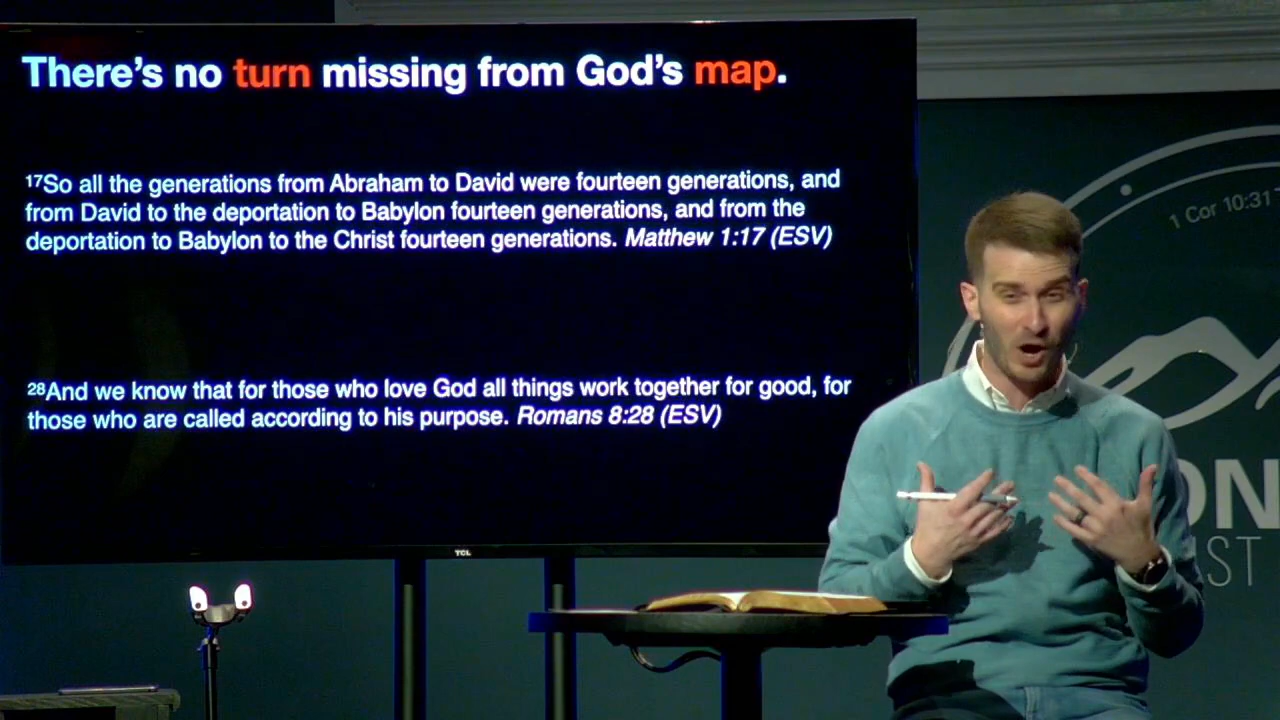 There's no turn missing from God's map.
¹⁷So all the generations from Abraham to David were fourteen generations, and
from David to the deportation to Babylon fourteen generations, and from the
deportation to Babylon to the Christ fourteen generations. Matthew 1:17 (ESV)
²⁸And we know that for those who love God all things work together for good, for
those who are called according to his purpose. Romans 8:28 (ESV)
TCL
1 Cor 10:31